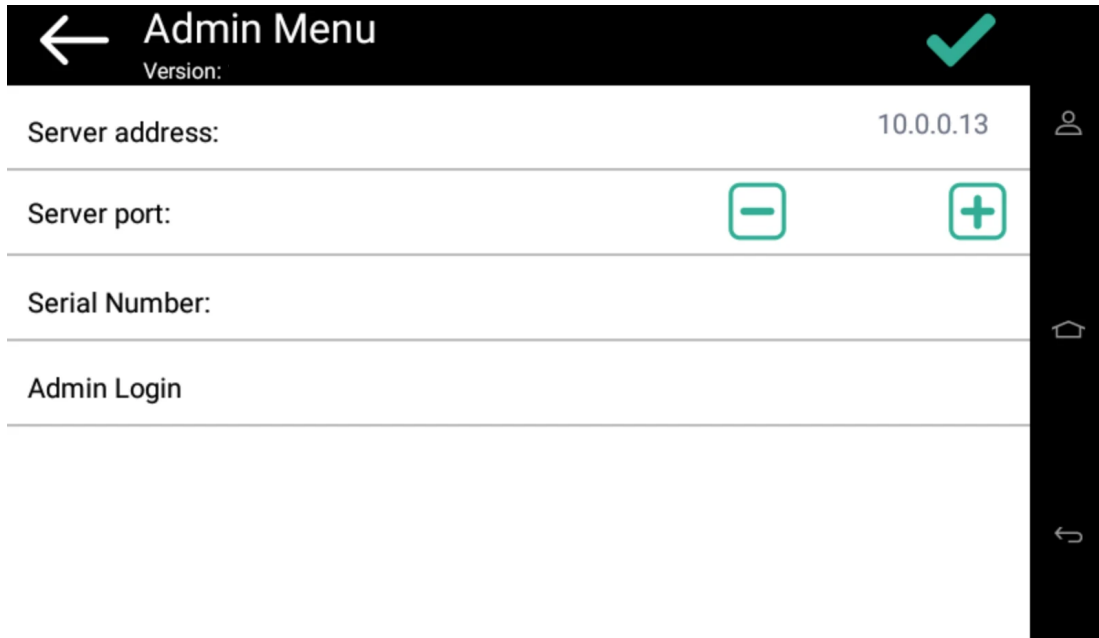 Admin Menu
Version:
Server address:
10.0.0.13
Server port:
Serial Number:
Admin Login